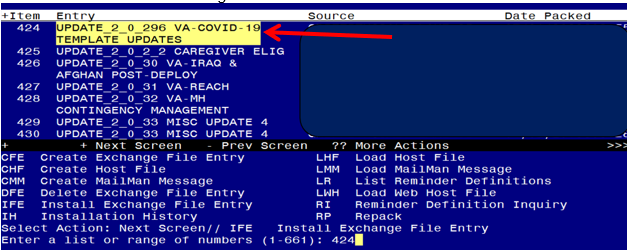 +Item Entry Source Date Packed
424 UPDATE_2_0_296 VA-COVID-19
TEMPLATE UPDATES
425 UPDATE_2_0_2_2 CAREGIVER ELIG
426 UPDATE_2_0_30 VA-IRAQ &
AFGHAN POST-DEPLOY
427 UPDATE_2_0_31 VA-REACH
428 UPDATE_2_0_32 VA-MH
CONTINGENCY MANAGEMENT
429 UPDATE_2_0_33 MISC UPDATE 4
430 UPDATE_2_0_33 MISC UPDATE 4
+ + Next Screen - Prev Screen ?? More Actions >>>
CFE Create Exchange File Entry LHF Load Host File
CHF Create Host File LMM Load MailMan Message
CMM Create MailMan Message LR List Reminder Definitions
DFE Delete Exchange File Entry LWH Load Web Host File
IFE Install Exchange File Entry RI Reminder Definition Inquiry
IH Installation History RP Repack
Select Action: Next Screen// IFE Install Exchange File Entry
Enter a list or range of numbers (1-661): 424